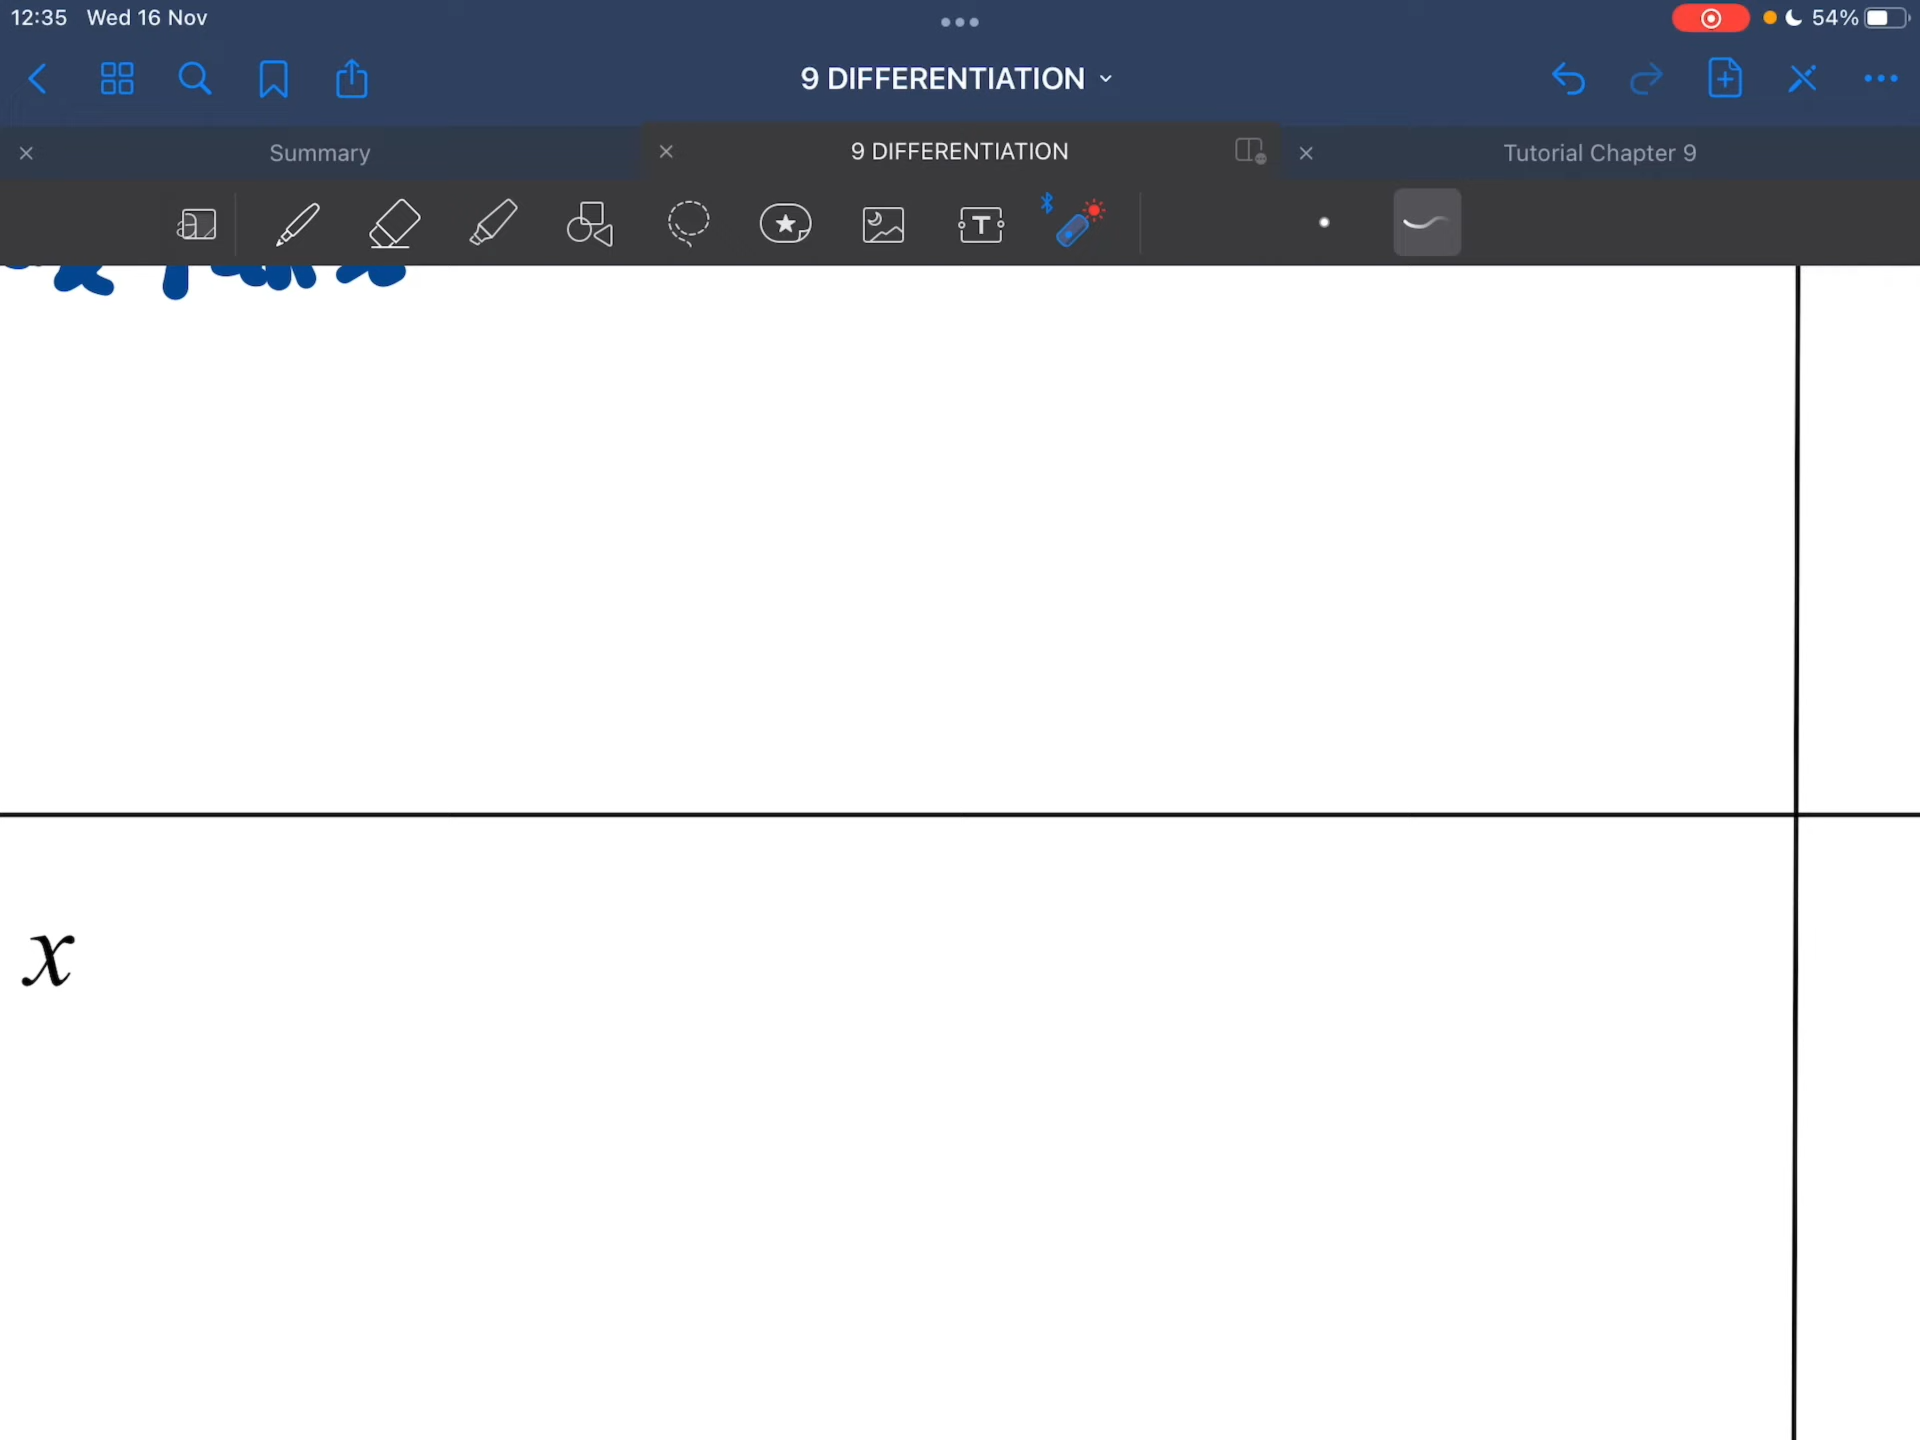 12:35 Wed 16 Nov
54%
9 DIFFERENTIATION
Summary
9 DIFFERENTIATION
Tutorial Chapter 9
T
x